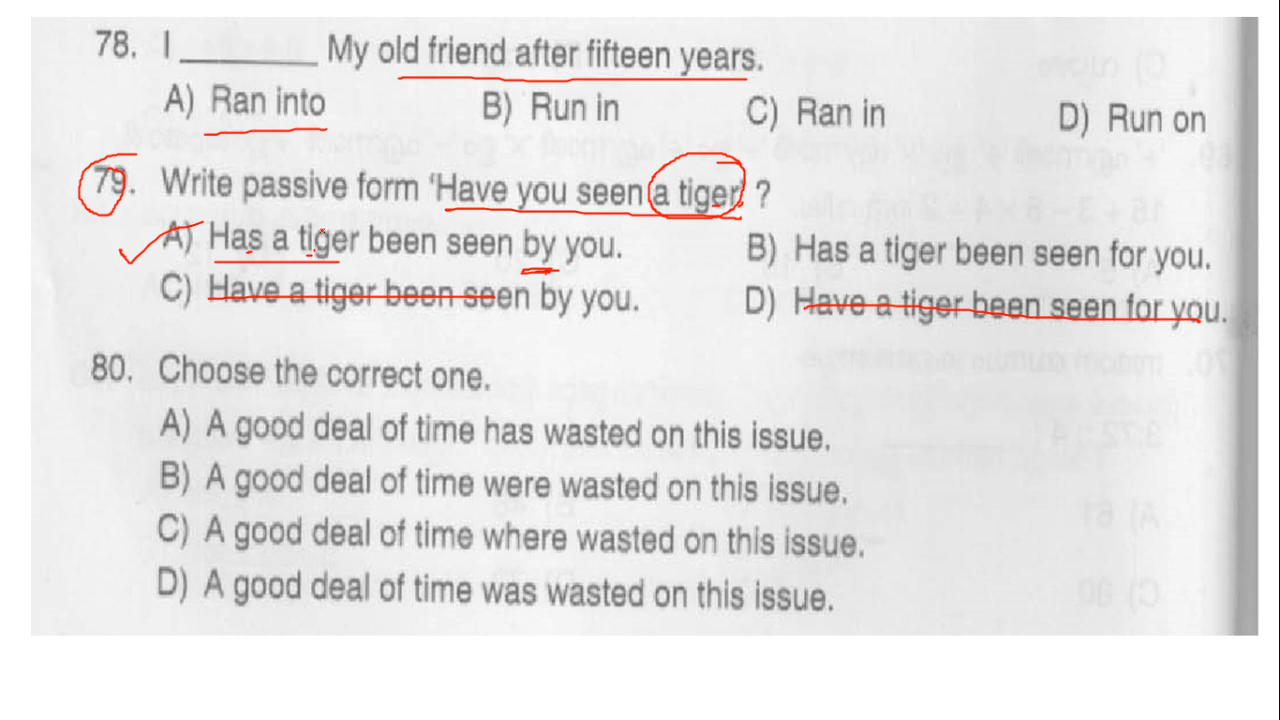 78. I ________ My old friend after fifteen years.
A) Ran into B) Run in C) Ran in D) Run on
79. Write passive form 'Have you seen a tiger' ?
A) Has a tiger been seen by you. B) Has a tiger been seen for you.
C) Have a tiger been seen by you. D) Have a tiger been seen for you.
80. Choose the correct one.
A) A good deal of time has wasted on this issue.
B) A good deal of time were wasted on this issue.
C) A good deal of time where wasted on this issue.
D) A good deal of time was wasted on this issue.